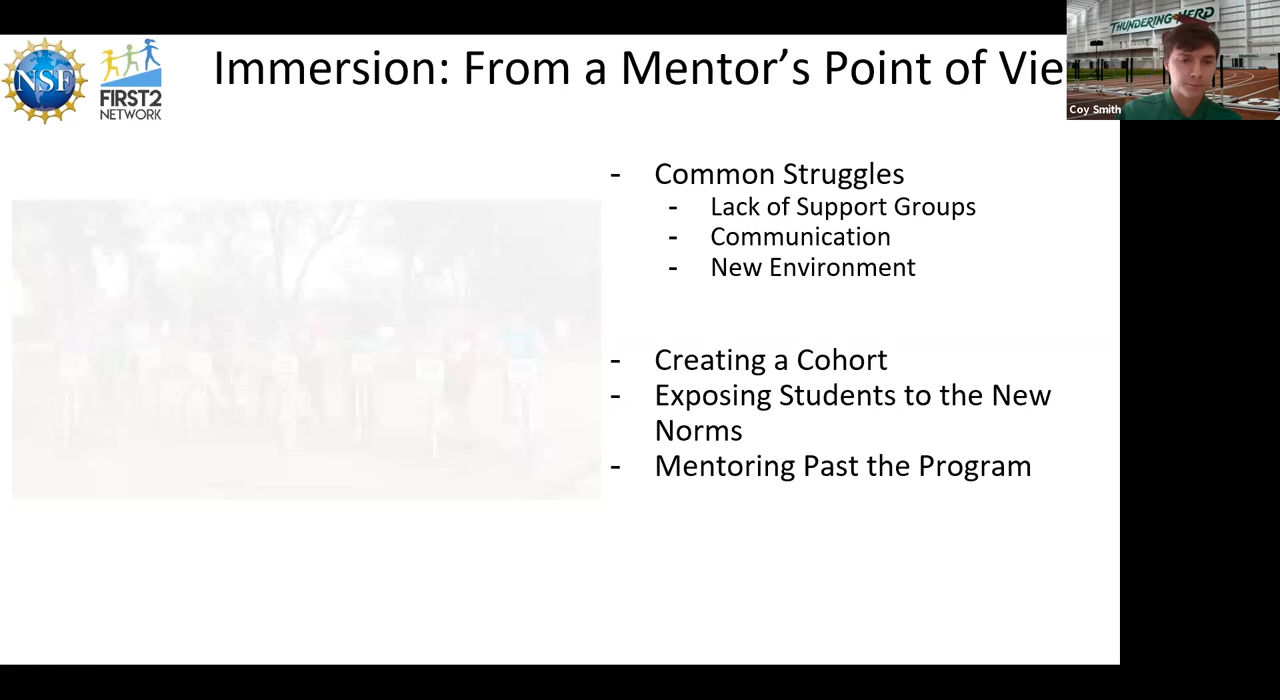 Immersion: From a Mentor's Point of Vie
THUNDERING HERD
NSF
FIRST2
NETWORK
Coy Smith
- Common Struggles
- Lack of Support Groups
- Communication
- New Environment
- Creating a Cohort
- Exposing Students to the New
Norms
- Mentoring Past the Program